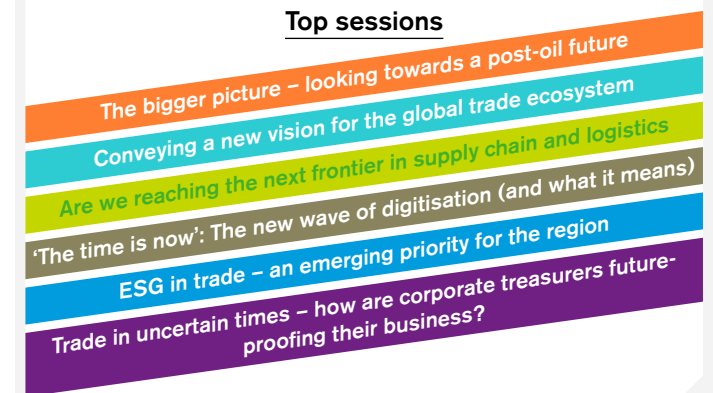 Top sessions
The bigger picture – looking towards a post-oil future
Conveying a new vision for the global trade ecosystem
Are we reaching the next frontier in supply chain and logistics
‘The time is now’: The new wave of digitisation (and what it means)
ESG in trade – an emerging priority for the region
Trade in uncertain times – how are corporate treasurers future-
proofing their business?